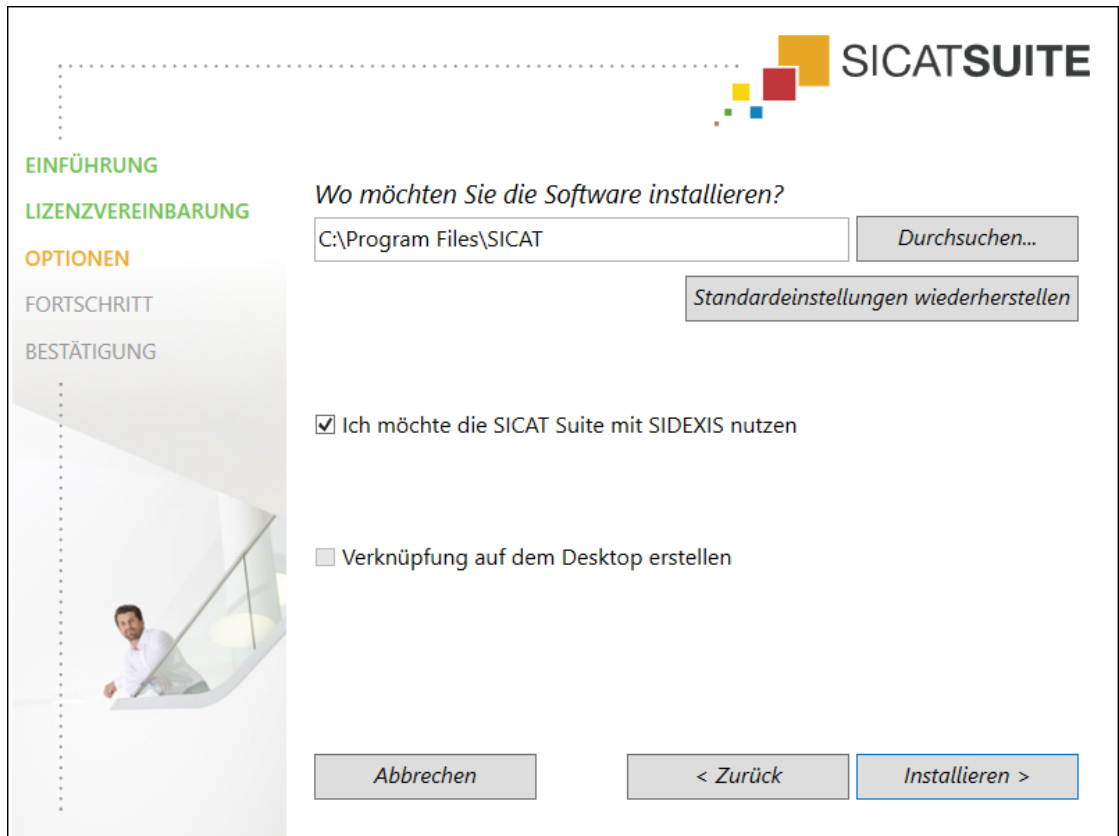 SICATSUITE
EINFÜHRUNG
LIZENZVEREINBARUNG
OPTIONEN
FORTSCHRITT
BESTÄTIGUNG
Wo möchten Sie die Software installieren?
C:\Program Files\SICAT
Durchsuchen...
Standardeinstellungen wiederherstellen
Ich möchte die SICAT Suite mit SIDEXIS nutzen
Verknüpfung auf dem Desktop erstellen
Abbrechen
< Zurück
Installieren >